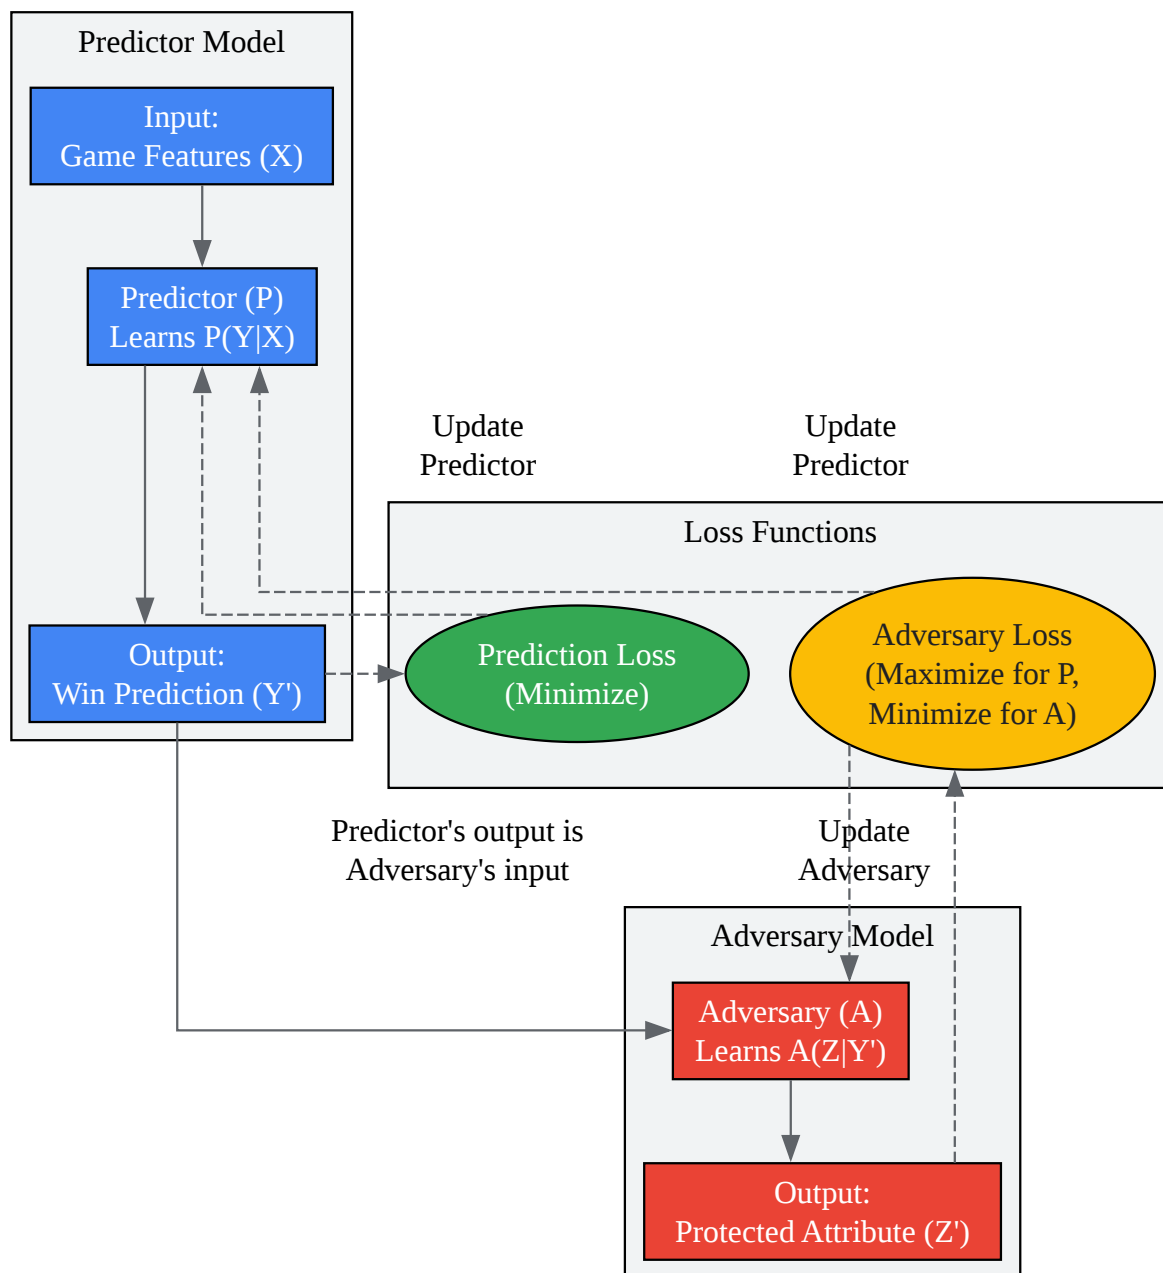 Predictor Model
Input:
Game Features (X)
Predictor (P)
Learns P(Y|X)
Update
Predictor
Update
Predictor
Loss Functions
Output:
Win Prediction (Y')
Prediction Loss
(Minimize)
Adversary Loss
(Maximize for P,
Minimize for A)
Predictor's output is
Adversary's input
Update
Adversary
Adversary Model
Adversary (A)
Learns A(Z|Y')
Output:
Protected Attribute (Z')